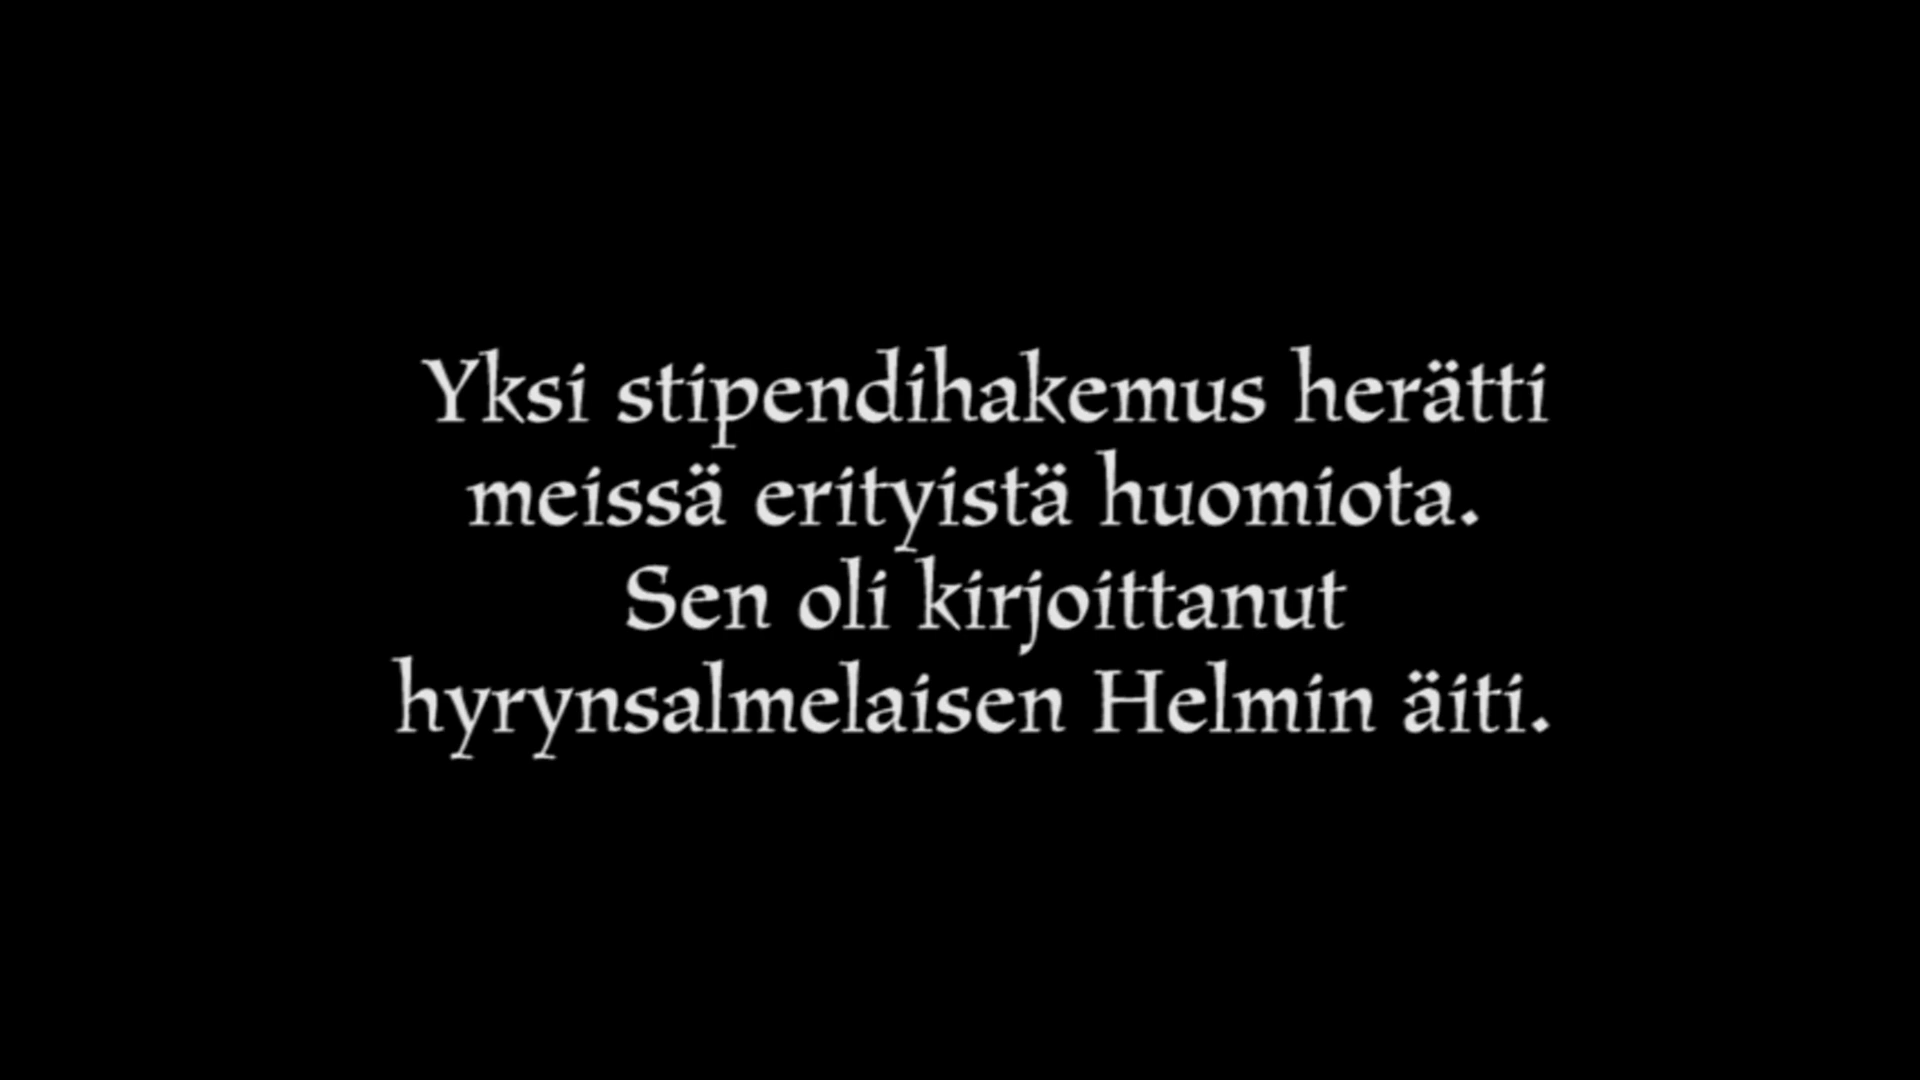 Yksi stipendihakemus herätti
meissä erityistä huomiota.
Sen oli kirjoittanut
hyrynsalmelaisen Helmin äiti.